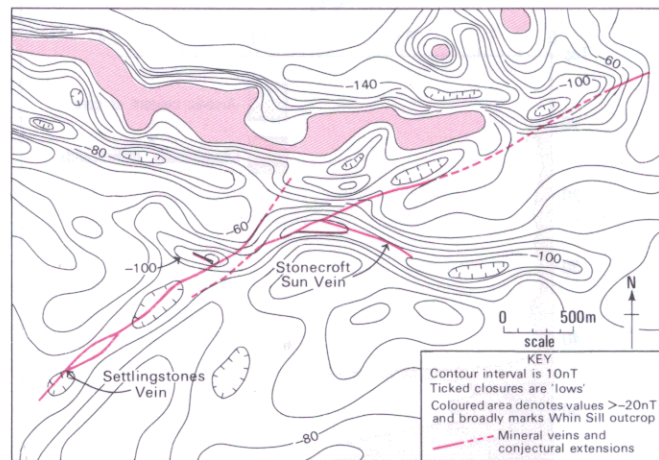 -60
-100
-140
-80
-60
-100
-100
Stonecroft
Sun Vein
N
0 500m
scale
Settlingstones
Vein
-80
KEY
Contour interval is 10nT
Ticked closures are 'lows'
Coloured area denotes values >-20nT
and broadly marks Whin Sill outcrop
Mineral veins and
conjectural extensions